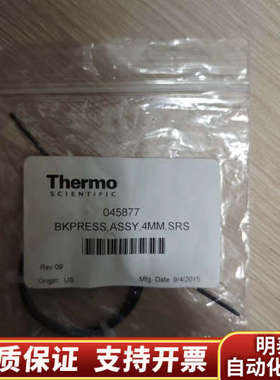 Thermo
SCIENTIFIC
045877
BKPRESS,ASSY,4MM,SRS
Rev 09
Origin: US
Mfg. Date 9/4/2015
质保证 支持开票
明
自动化